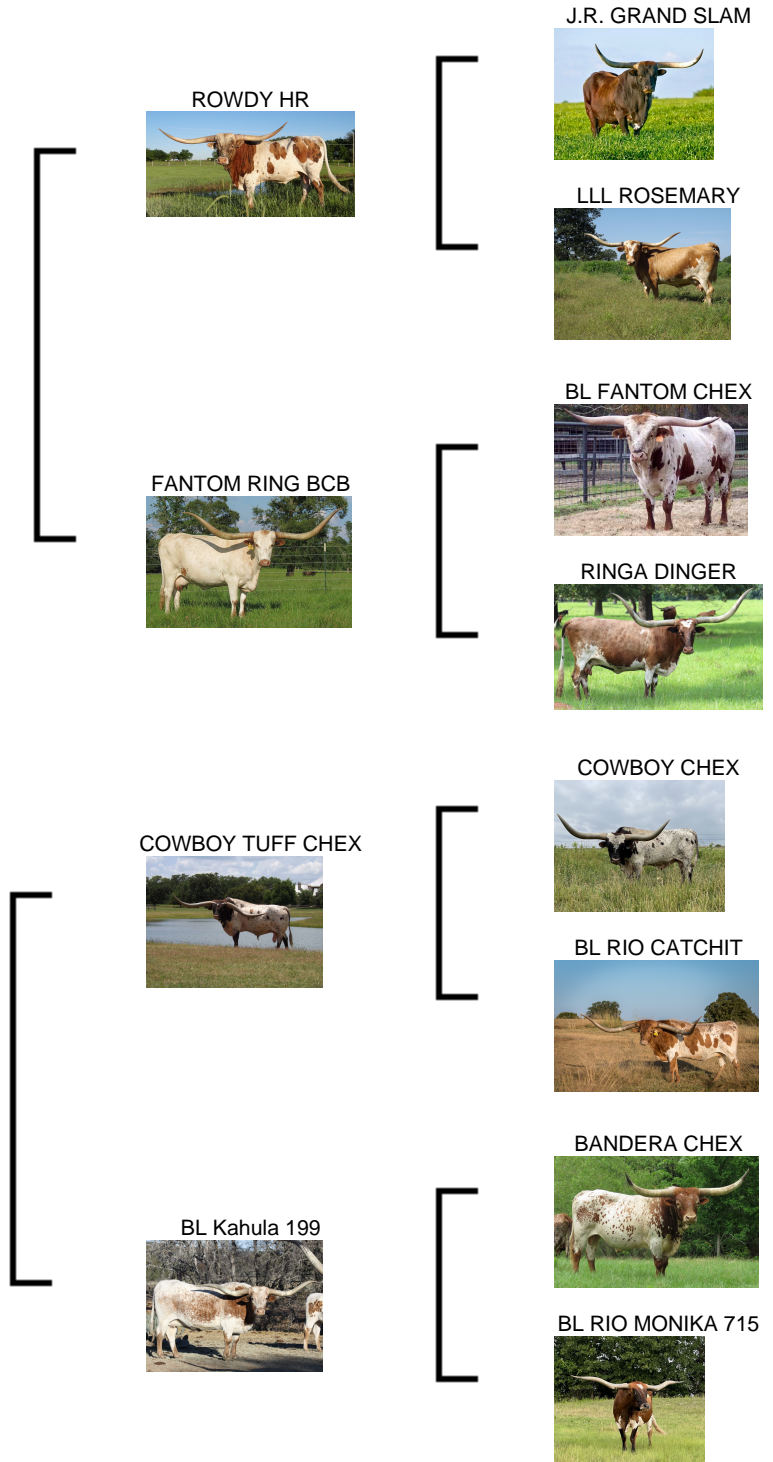 J.R. GRAND SLAM
ROWDY HR
LLL ROSEMARY
BL FANTOM CHEX
FANTOM RING BCB
RINGA DINGER
COWBOY CHEX
COWBOY TUFF CHEX
BL RIO CATCHIT
BANDERA CHEX
BL Kahula 199
BL RIO MONIKA 715